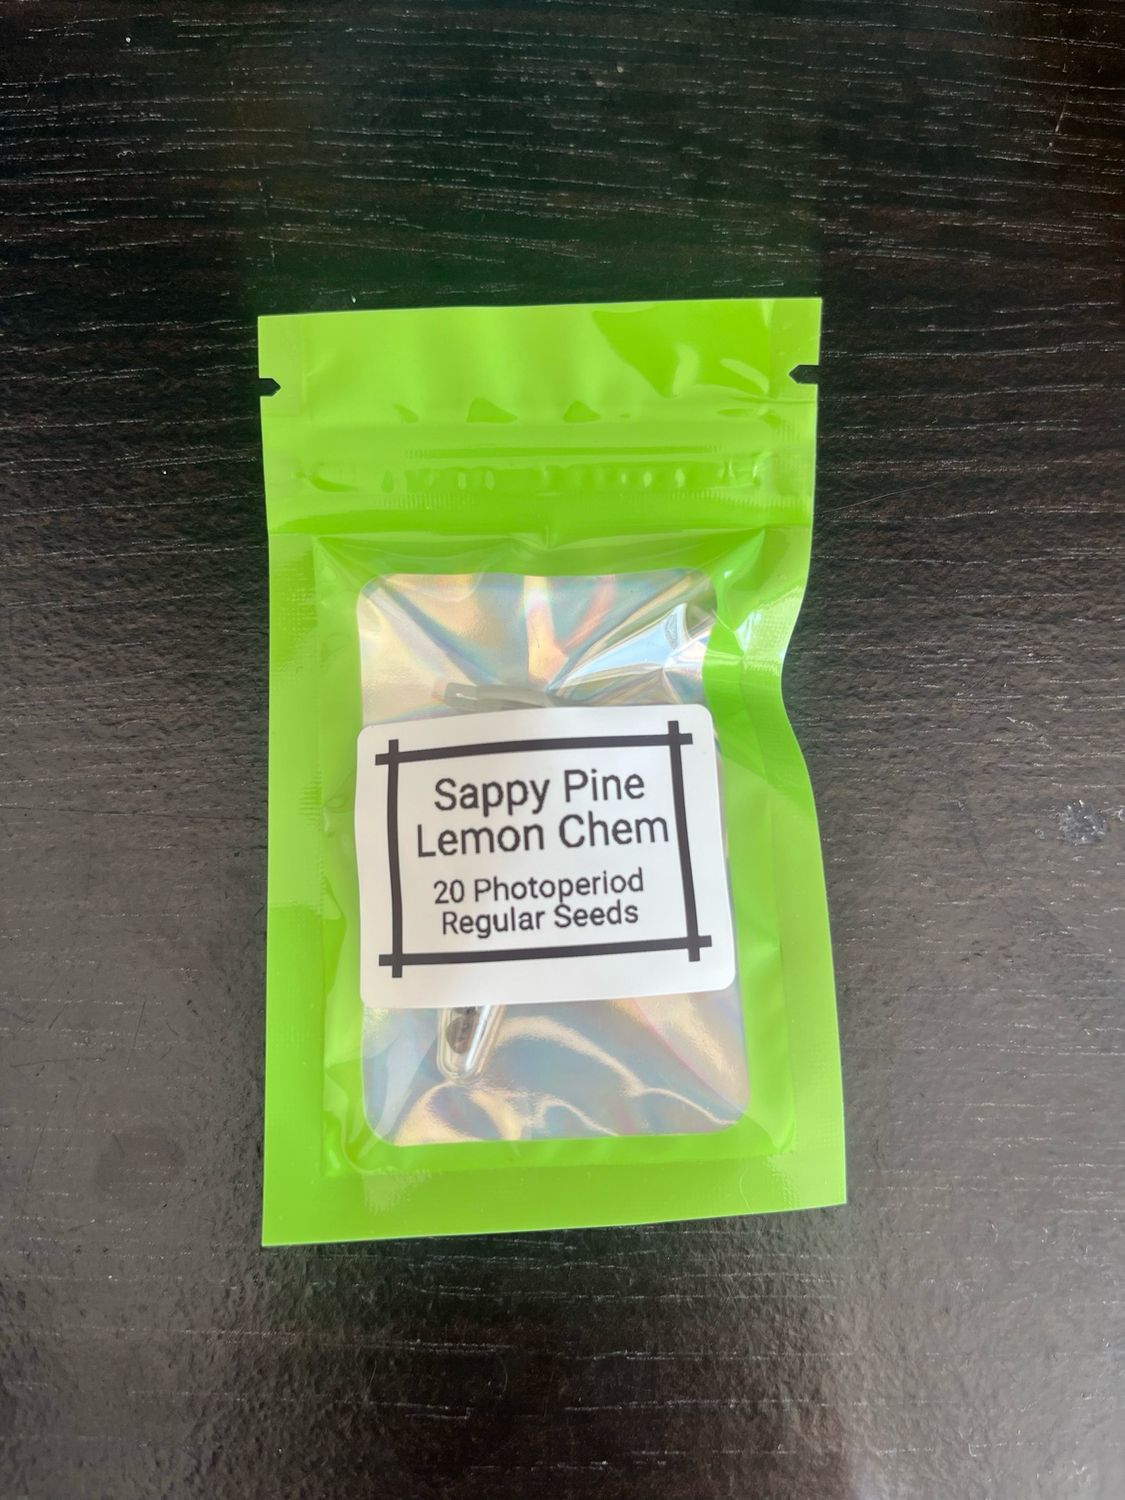 Sappy Pine
Lemon Chem
20 Photoperiod
Regular Seeds